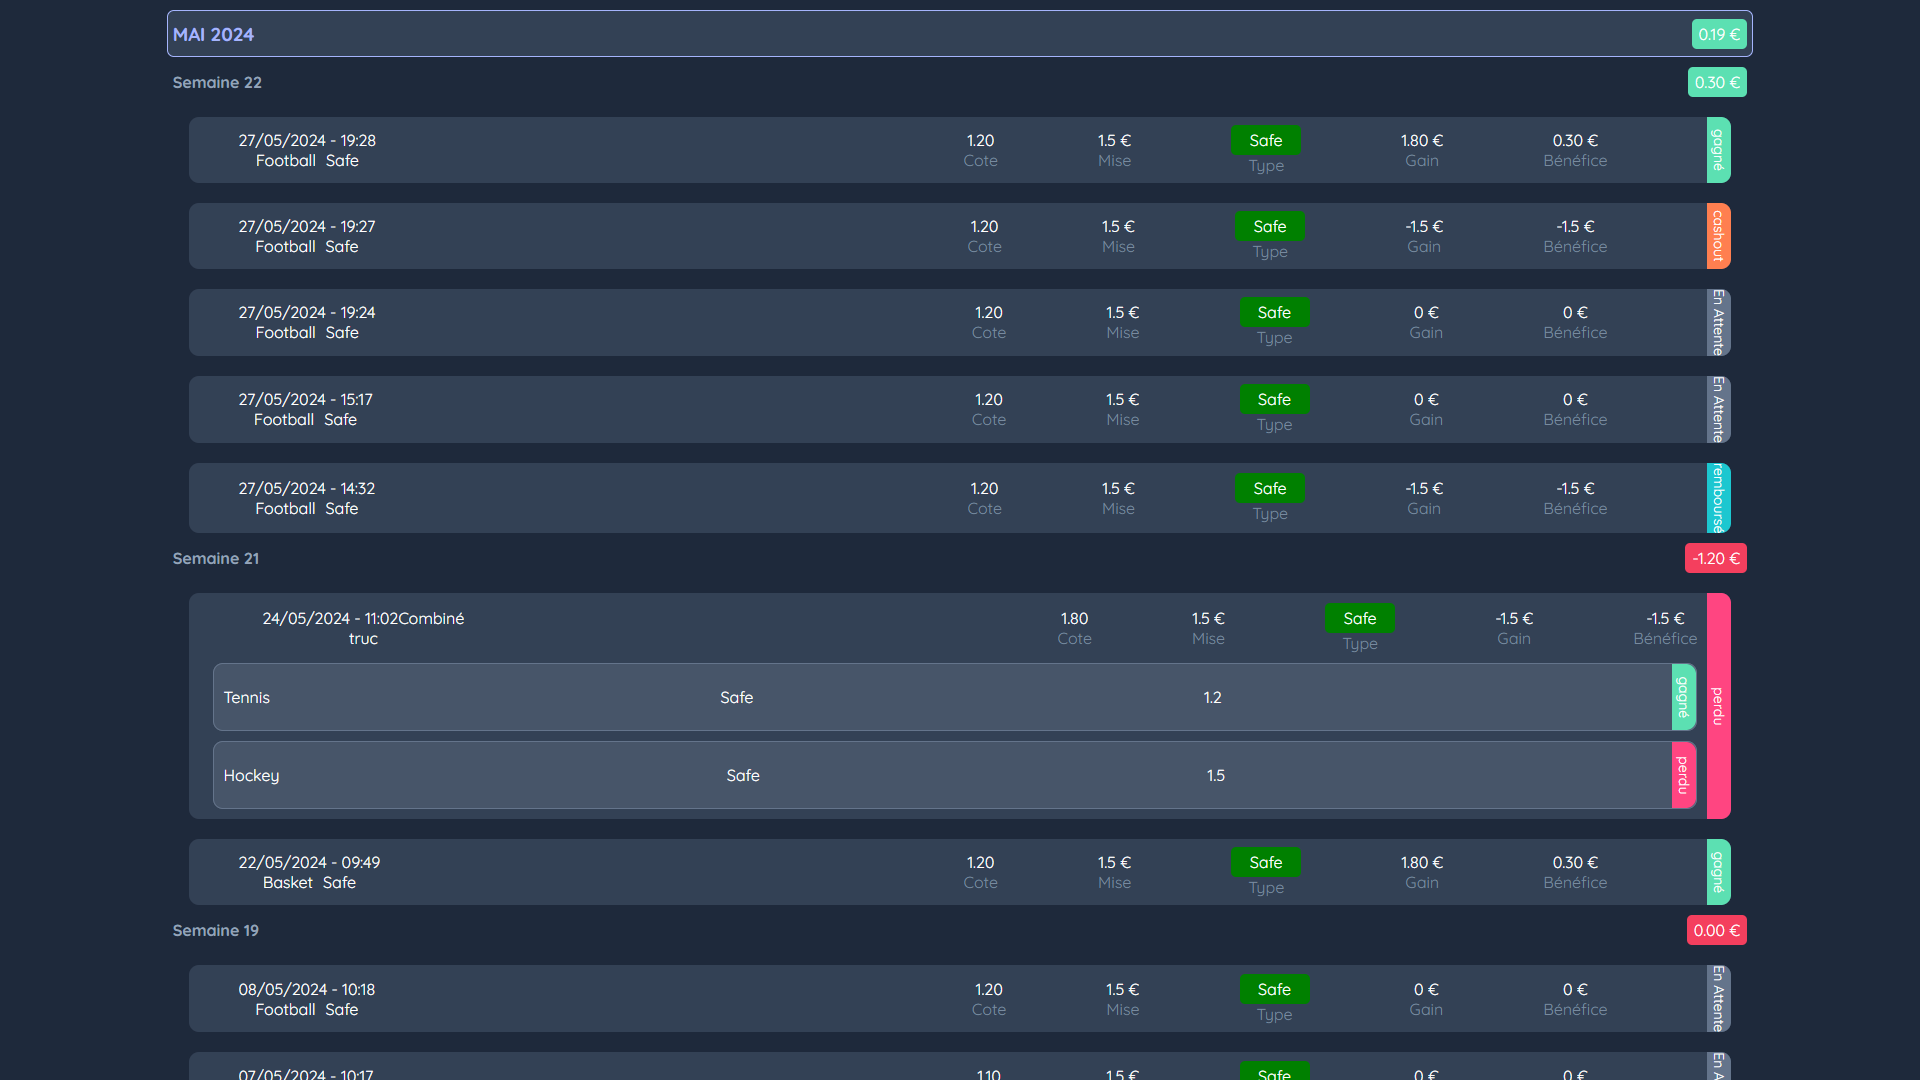 MAI 2024 0.19 €
Semaine 22 0.30 €
27/05/2024 - 19:28 1.20 1.5 € Safe 1.80 € 0.30 € gagné
Football Safe Cote Mise Type Gain Bénéfice
27/05/2024 - 19:27 1.20 1.5 € Safe -1.5 € -1.5 € cashout
Football Safe Cote Mise Type Gain Bénéfice
27/05/2024 - 19:24 1.20 1.5 € Safe 0 € 0 € En Attente
Football Safe Cote Mise Type Gain Bénéfice
27/05/2024 - 15:17 1.20 1.5 € Safe 0 € 0 € En Attente
Football Safe Cote Mise Type Gain Bénéfice
27/05/2024 - 14:32 1.20 1.5 € Safe -1.5 € -1.5 € remboursé
Football Safe Cote Mise Type Gain Bénéfice
Semaine 21 -1.20 €
24/05/2024 - 11:02Combiné 1.80 1.5 € Safe -1.5 € -1.5 €
truc Cote Mise Type Gain Bénéfice
perdu
Tennis Safe 1.2 gagné
Hockey Safe 1.5 perdu
22/05/2024 - 09:49 1.20 1.5 € Safe 1.80 € 0.30 € gagné
Basket Safe Cote Mise Type Gain Bénéfice
Semaine 19 0.00 €
08/05/2024 - 10:18 1.20 1.5 € Safe 0 € 0 € En Attente
Football Safe Cote Mise Type Gain Bénéfice
07/05/2024 - 10:17 1.10 1.5 € Safe 0 € 0 € En A